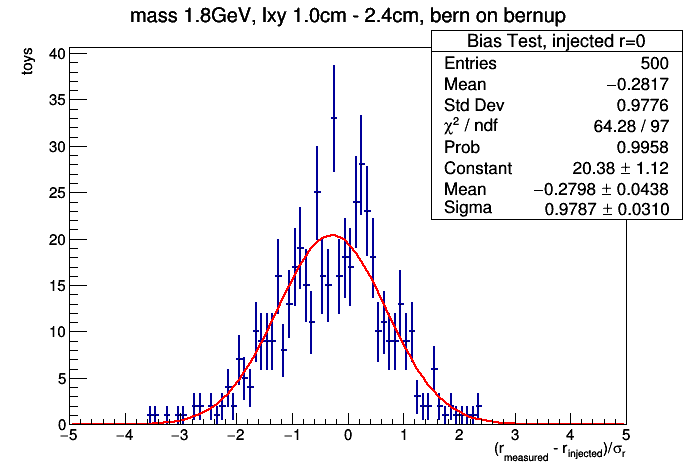 mass 1.8GeV, lxy 1.0cm - 2.4cm, bern on bernup
Bias Test, injected r=0
Entries 500
Mean −0.2817
Std Dev 0.9776
χ² / ndf 64.28 / 97
Prob 0.9958
Constant 20.38 ± 1.12
Mean −0.2798 ± 0.0438
Sigma 0.9787 ± 0.0310
toys
40
35
30
25
20
15
10
5
0
−5 −4 −3 −2 −1 0 1 2 3 4 5
(r_measured - r_injected)/σ_r